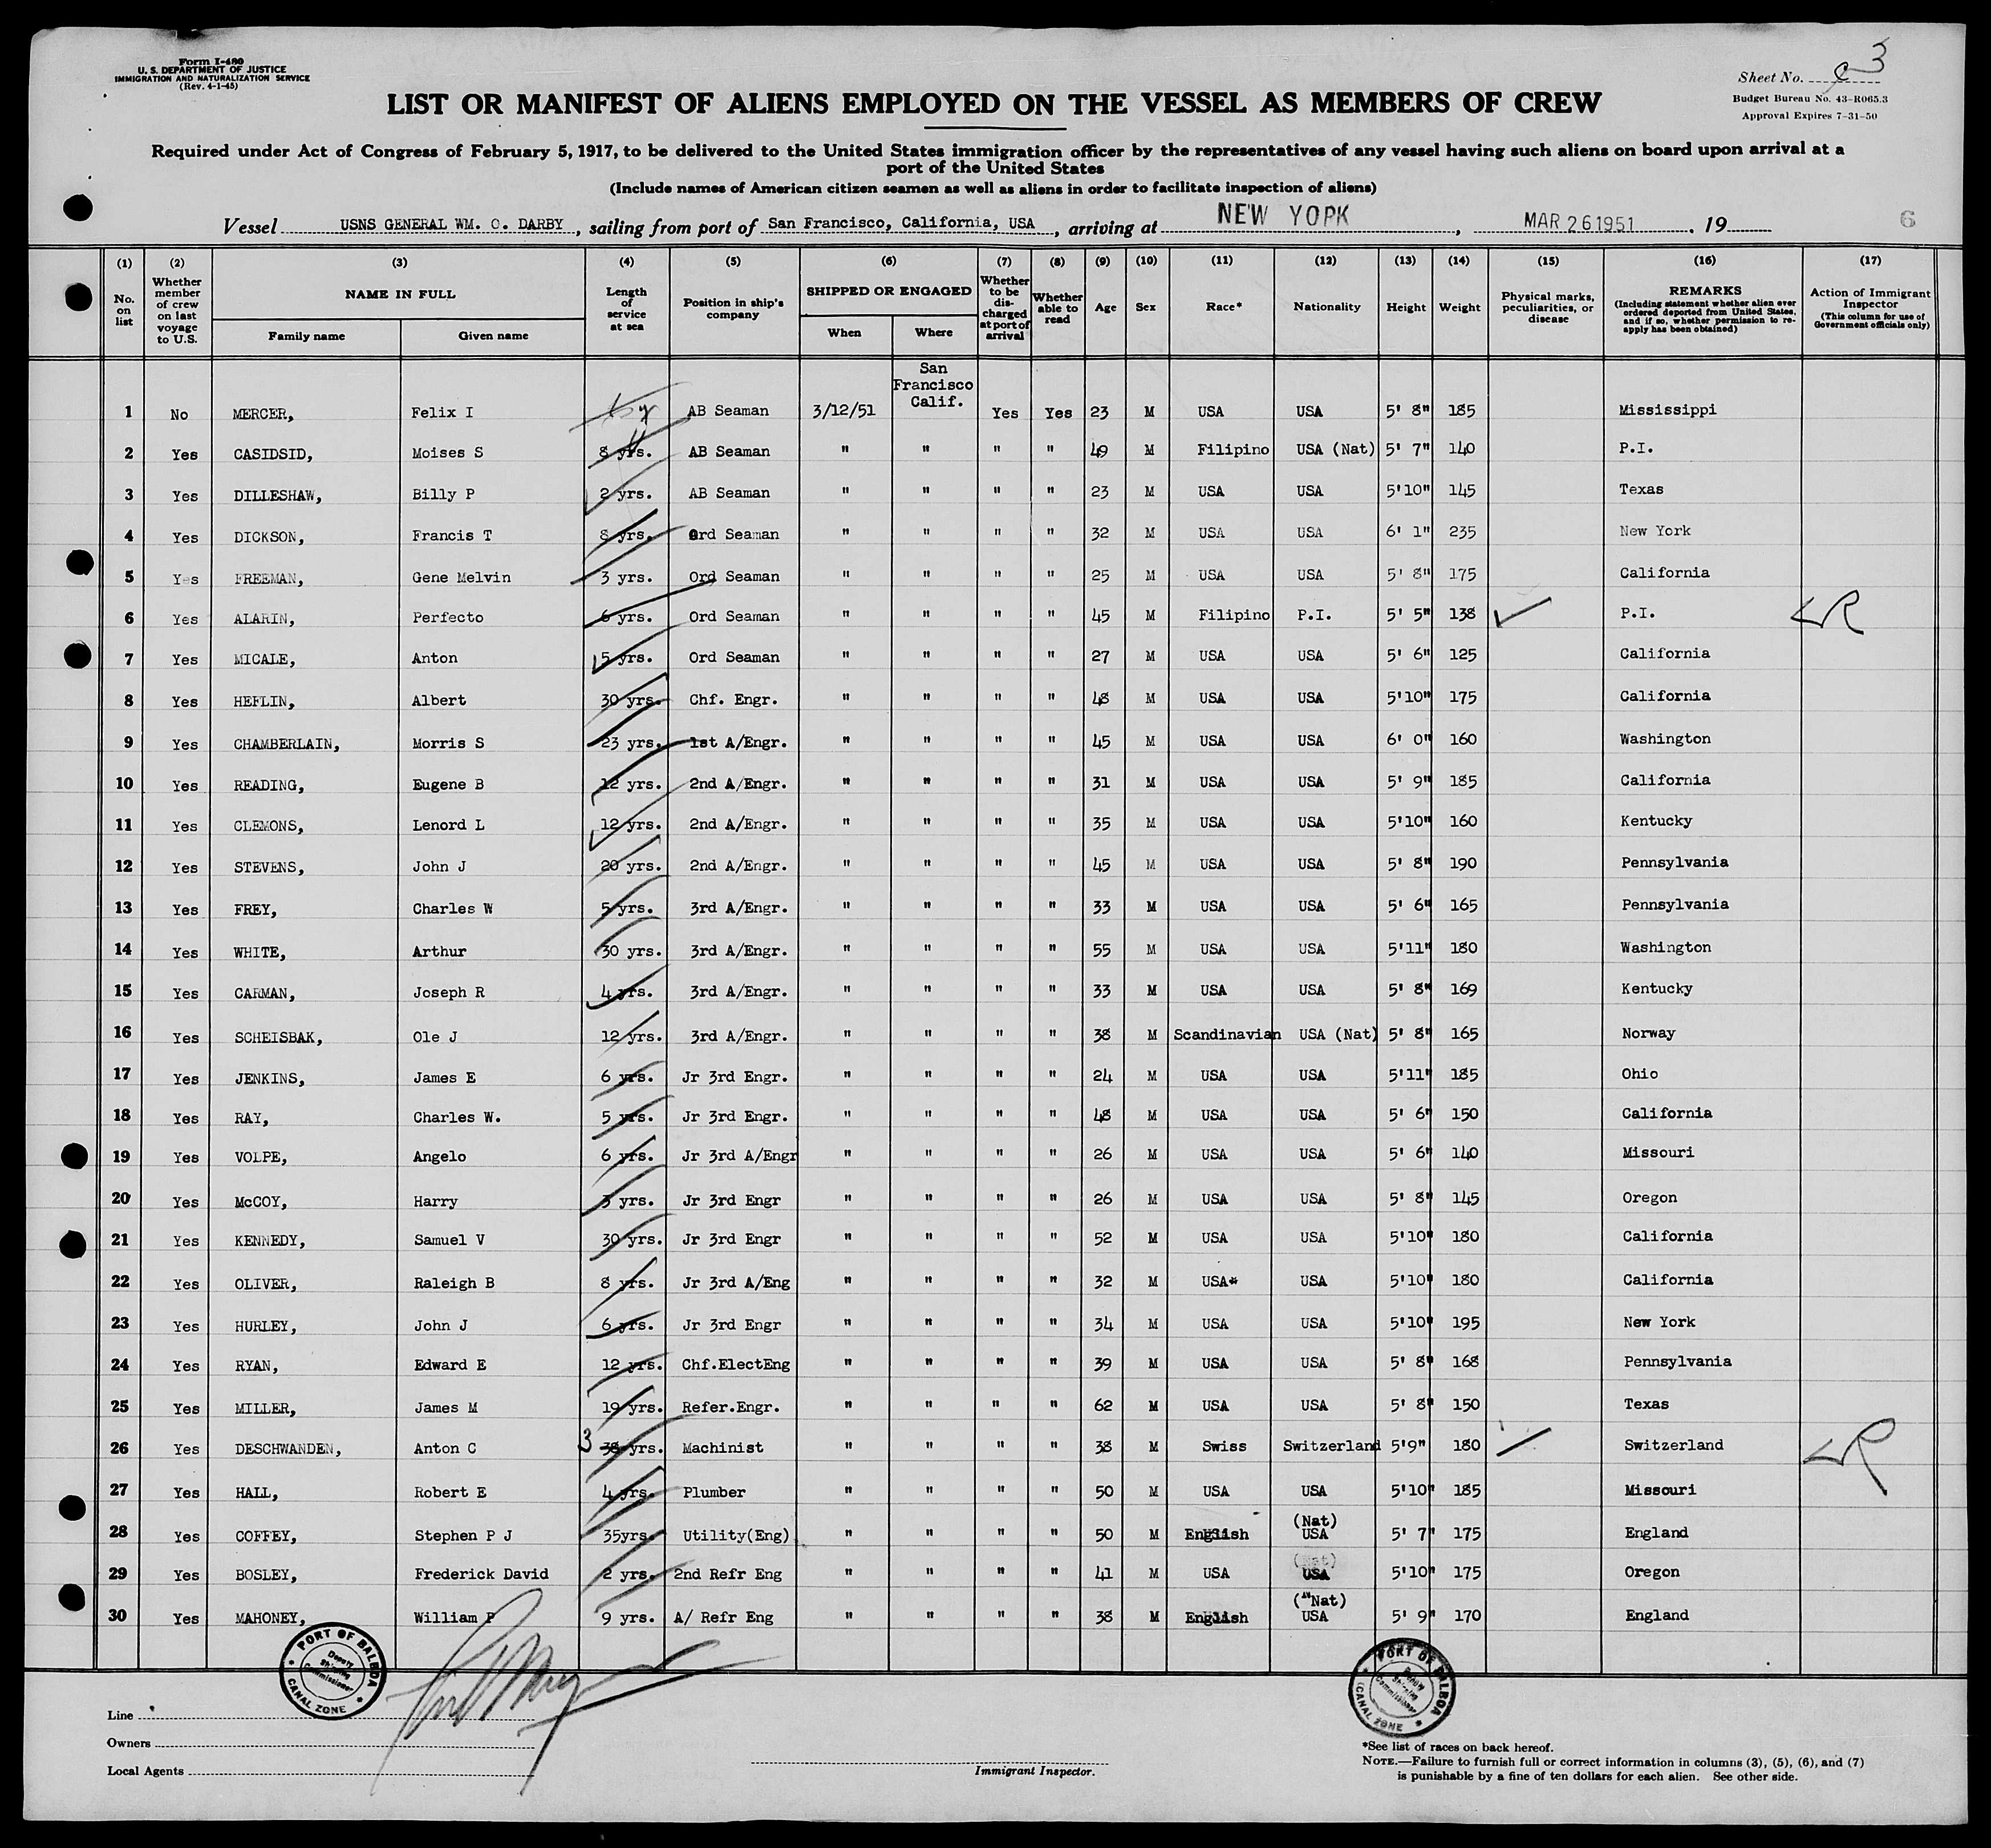 Form I-480
U. S. DEPARTMENT OF JUSTICE
IMMIGRATION AND NATURALIZATION SERVICE
(Rev. 4-1-45)
Sheet No. 3
Budget Bureau No. 43-R065.3
Approval Expires 7-31-50
LIST OR MANIFEST OF ALIENS EMPLOYED ON THE VESSEL AS MEMBERS OF CREW
Required under Act of Congress of February 5, 1917, to be delivered to the United States immigration officer by the representatives of any vessel having such aliens on board upon arrival at a
port of the United States
(Include names of American citizen seamen as well as aliens in order to facilitate inspection of aliens)
Vessel USNS GENERAL WM. O. DARBY, sailing from port of San Francisco, California, USA, arriving at NEW YORK, MAR 26 1951, 19 6
(1) No. on list (2) Whether member of crew on last voyage to U.S. (3) NAME IN FULL Family name Given name (4) Length of service at sea (5) Position in ship's company (6) SHIPPED OR ENGAGED When Where (7) Whether to be discharged at port of arrival (8) Whether able to read (9) Age (10) Sex (11) Race* (12) Nationality (13) Height (14) Weight (15) Physical marks, peculiarities, or disease (16) REMARKS (Including statement whether alien ever ordered deported from United States, and if so, whether permission to reapply has been obtained) (17) Action of Immigrant Inspector (This column for use of Government officials only)
1 No MERCER, Felix I AB Seaman 3/12/51 San Francisco Calif. Yes Yes 23 M USA USA 5' 8" 185 Mississippi
2 Yes CASIDSID, Moises S 8 yrs. AB Seaman " " " " 49 M Filipino USA (Nat) 5' 7" 140 P.I.
3 Yes DILLESHAW, Billy P 2 yrs. AB Seaman " " " " 23 M USA USA 5'10" 145 Texas
4 Yes DICKSON, Francis T 8 yrs. Ord Seaman " " " " 32 M USA USA 6' 1" 235 New York
5 Yes FREEMAN, Gene Melvin 3 yrs. Ord Seaman " " " " 25 M USA USA 5' 8" 175 California
6 Yes ALARIN, Perfecto 6 yrs. Ord Seaman " " " " 45 M Filipino P.I. 5' 5" 138 P.I.
7 Yes MICALE, Anton 5 yrs. Ord Seaman " " " " 27 M USA USA 5' 6" 125 California
8 Yes HEFLIN, Albert 30 yrs. Chf. Engr. " " " " 48 M USA USA 5'10" 175 California
9 Yes CHAMBERLAIN, Morris S 23 yrs. 1st A/Engr. " " " " 45 M USA USA 6' 0" 160 Washington
10 Yes READING, Eugene B 12 yrs. 2nd A/Engr. " " " " 31 M USA USA 5' 9" 185 California
11 Yes CLEMONS, Lenord L 12 yrs. 2nd A/Engr. " " " " 35 M USA USA 5'10" 160 Kentucky
12 Yes STEVENS, John J 20 yrs. 2nd A/Engr. " " " " 45 M USA USA 5' 8" 190 Pennsylvania
13 Yes FREY, Charles W 5 yrs. 3rd A/Engr. " " " " 33 M USA USA 5' 6" 165 Pennsylvania
14 Yes WHITE, Arthur 30 yrs. 3rd A/Engr. " " " " 55 M USA USA 5'11" 180 Washington
15 Yes CARMAN, Joseph R 4 yrs. 3rd A/Engr. " " " " 33 M USA USA 5' 8" 169 Kentucky
16 Yes SCHEISBAK, Ole J 12 yrs. 3rd A/Engr. " " " " 38 M Scandinavian USA (Nat) 5' 8" 165 Norway
17 Yes JENKINS, James E 6 yrs. Jr 3rd Engr. " " " " 24 M USA USA 5'11" 185 Ohio
18 Yes RAY, Charles W. 5 yrs. Jr 3rd Engr. " " " " 48 M USA USA 5' 6" 150 California
19 Yes VOLPE, Angelo 6 yrs. Jr 3rd A/Engr " " " " 26 M USA USA 5' 6" 140 Missouri
20 Yes McCOY, Harry 3 yrs. Jr 3rd Engr " " " " 26 M USA USA 5' 8" 145 Oregon
21 Yes KENNEDY, Samuel V 30 yrs. Jr 3rd Engr " " " " 52 M USA USA 5'10" 180 California
22 Yes OLIVER, Raleigh B 8 yrs. Jr 3rd A/Eng " " " " 32 M USA* USA 5'10" 180 California
23 Yes HURLEY, John J 6 yrs. Jr 3rd Engr " " " " 34 M USA USA 5'10" 195 New York
24 Yes RYAN, Edward E 12 yrs. Chf.ElectEng " " " " 39 M USA USA 5' 8" 168 Pennsylvania
25 Yes MILLER, James M 19 yrs. Refer.Engr. " " " " 62 M USA USA 5' 8" 150 Texas
26 Yes DESCHWANDEN, Anton C 3 38 yrs. Machinist " " " " 38 M Swiss Switzerland 5'9" 180 Switzerland
27 Yes HALL, Robert E 4 yrs. Plumber " " " " 50 M USA USA 5'10" 185 Missouri
28 Yes COFFEY, Stephen P J 35yrs. Utility(Eng) " " " " 50 M English (Nat) USA 5' 7" 175 England
29 Yes BOSLEY, Frederick David 2 yrs. 2nd Refr Eng " " " " 41 M USA (Nat) USA 5'10" 175 Oregon
30 Yes MAHONEY, William P 9 yrs. A/ Refr Eng " " " " 38 M English (Nat) USA 5' 9" 170 England
PORT OF BALBOA Deputy Shipping Commissioner CANAL ZONE
PORT OF BALBOA Deputy Shipping Commissioner CANAL ZONE
Line
Owners
Local Agents
Immigrant Inspector.
*See list of races on back hereof.
NOTE.—Failure to furnish full or correct information in columns (3), (5), (6), and (7)
is punishable by a fine of ten dollars for each alien. See other side.